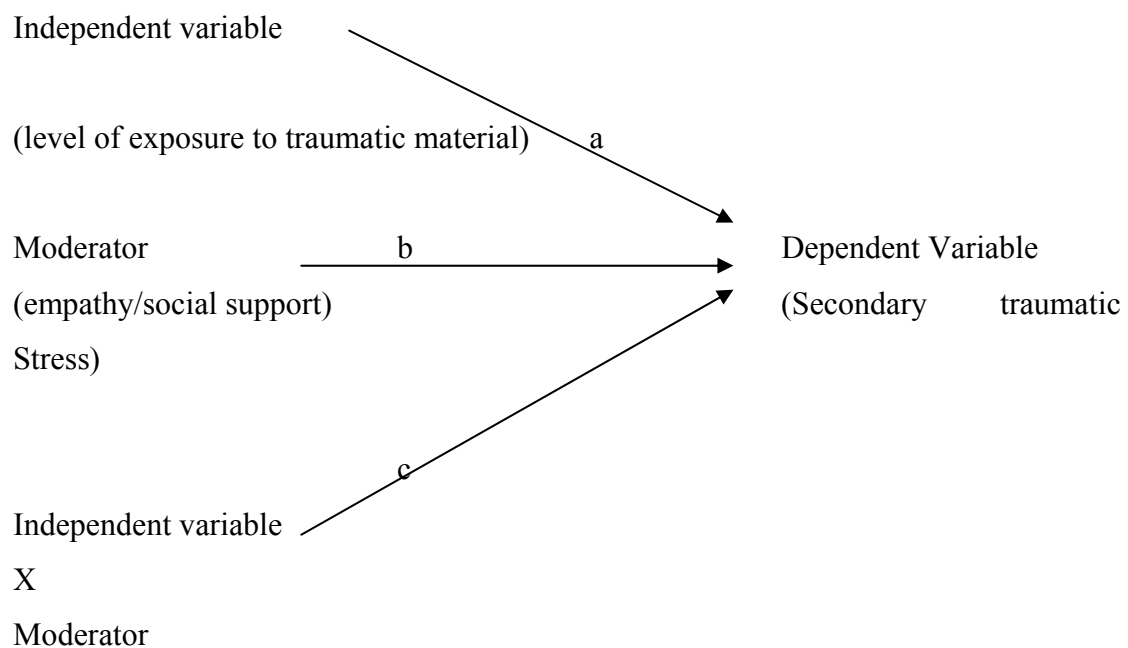 Independent variable
(level of exposure to traumatic material) a
Moderator b Dependent Variable
(empathy/social support) (Secondary traumatic
Stress)
c
Independent variable
X
Moderator